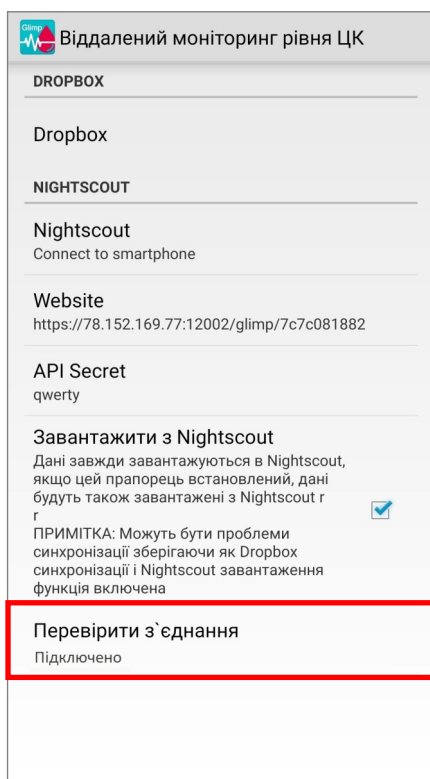 Glimp
Віддалений моніторинг рівня ЦК
DROPBOX
Dropbox
NIGHTSCOUT
Nightscout
Connect to smartphone
Website
https://78.152.169.77:12002/glimp/7c7c081882
API Secret
qwerty
Завантажити з Nightscout
Дані завжди завантажуються в Nightscout,
якщо цей прапорець встановлений, дані
будуть також завантажені з Nightscout r
r
ПРИМІТКА: Можуть бути проблеми
синхронізації зберігаючи як Dropbox
синхронізації і Nightscout завантаження
функція включена
Перевірити з`єднання
Підключено